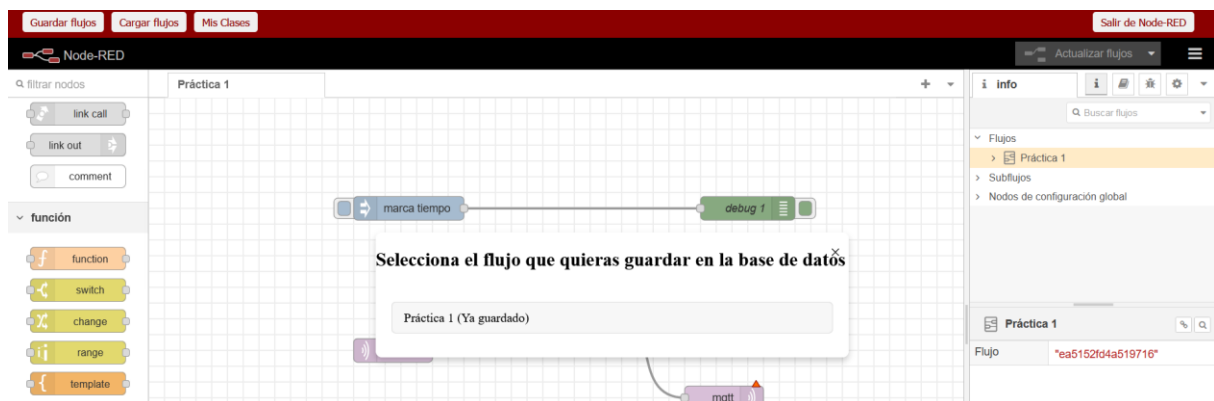 Guardar flujos Cargar flujos Mis Clases Salir de Node-RED
Node-RED Actualizar flujos
filtrar nodos Práctica 1 i info
Buscar flujos
link call
link out
comment
función
function
switch
change
range
template
marca tiempo debug 1
Selecciona el flujo que quieras guardar en la base de datos
Práctica 1 (Ya guardado)
mqtt
Flujos
Práctica 1
Subflujos
Nodos de configuración global
Práctica 1
Flujo "ea5152fd4a519716"